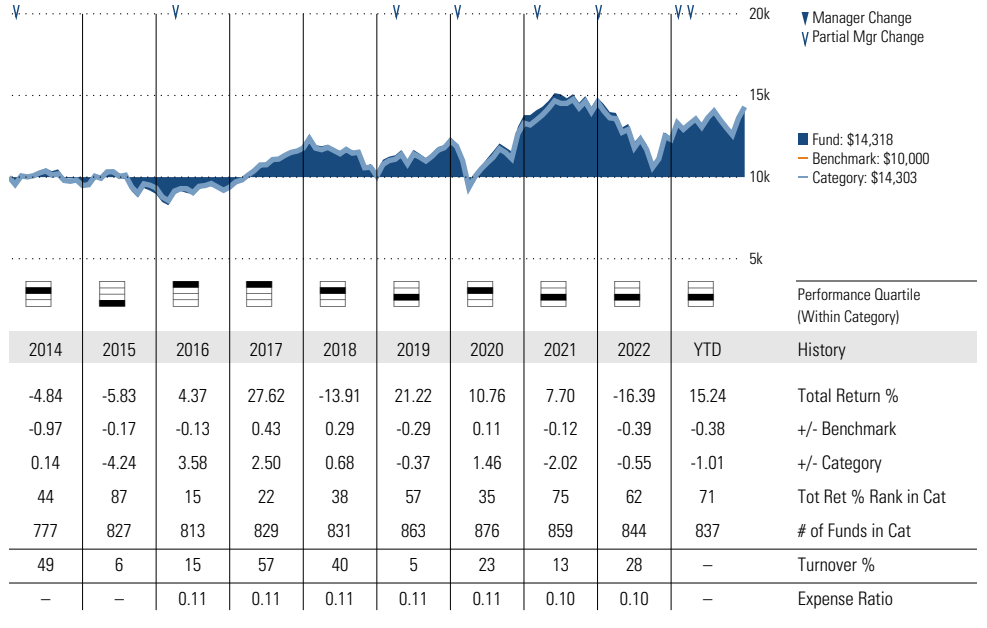 20k
Manager Change
Partial Mgr Change
15k
Fund: $14,318
Benchmark: $10,000
Category: $14,303
10k
5k
Performance Quartile
(Within Category)
2014 2015 2016 2017 2018 2019 2020 2021 2022 YTD History
-4.84 -5.83 4.37 27.62 -13.91 21.22 10.76 7.70 -16.39 15.24 Total Return %
-0.97 -0.17 -0.13 0.43 0.29 -0.29 0.11 -0.12 -0.39 -0.38 +/- Benchmark
0.14 -4.24 3.58 2.50 0.68 -0.37 1.46 -2.02 -0.55 -1.01 +/- Category
44 87 15 22 38 57 35 75 62 71 Tot Ret % Rank in Cat
777 827 813 829 831 863 876 859 844 837 # of Funds in Cat
49 6 15 57 40 5 23 13 28 – Turnover %
– – 0.11 0.11 0.11 0.11 0.11 0.10 0.10 – Expense Ratio